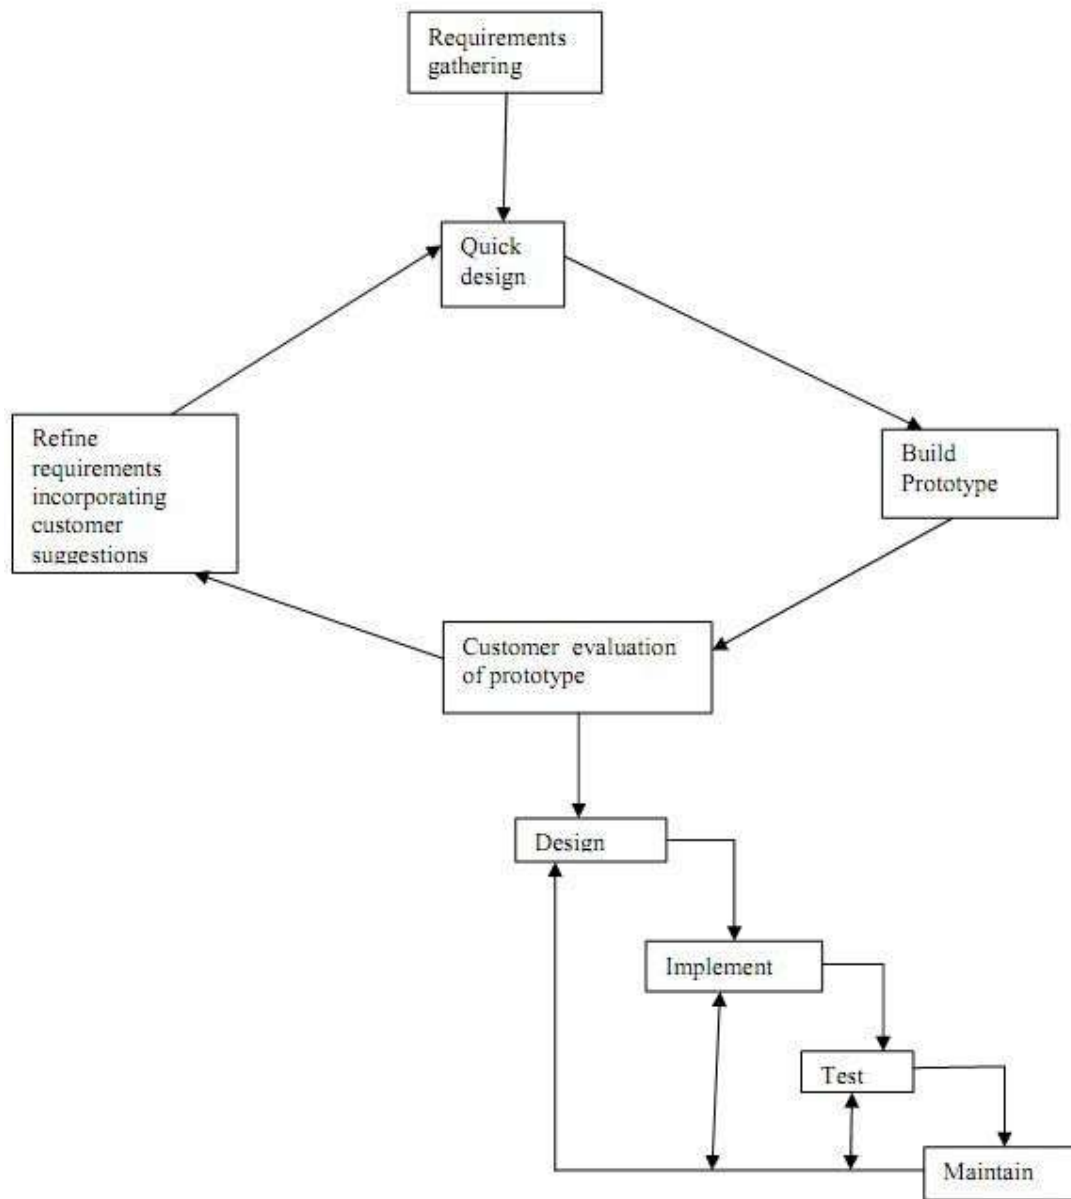 Requirements
gathering
Quick
design
Refine
requirements
incorporating
customer
suggestions
Build
Prototype
Customer evaluation
of prototype
Design
Implement
Test
Maintain